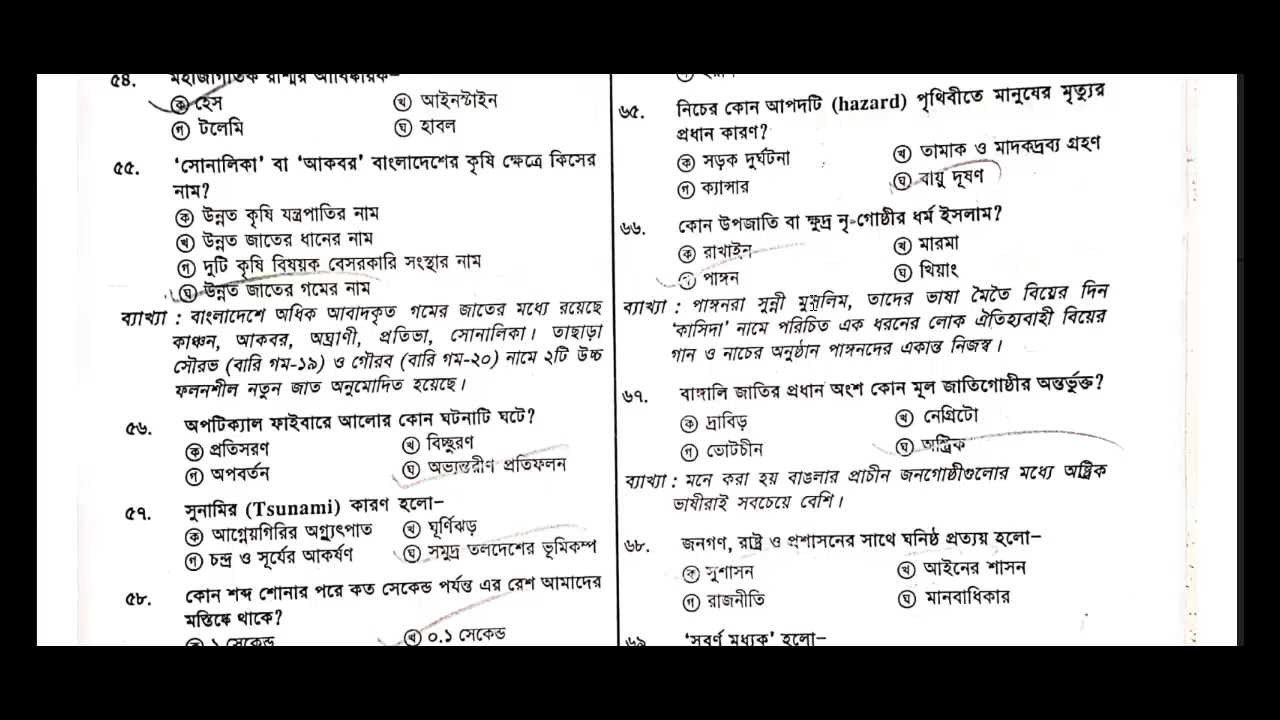 ৫৪. মহাজাগতিক রশ্মির আবিষ্কারক–
ক হেস খ আইনস্টাইন
গ টলেমি ঘ হাবল
৫৫. ‘সোনালিকা’ বা ‘আকবর’ বাংলাদেশের কৃষি ক্ষেত্রে কিসের
নাম?
ক উন্নত কৃষি যন্ত্রপাতির নাম
খ উন্নত জাতের ধানের নাম
গ দুটি কৃষি বিষয়ক বেসরকারি সংস্থার নাম
ঘ উন্নত জাতের গমের নাম
ব্যাখ্যা : বাংলাদেশে অধিক আবাদকৃত গমের জাতের মধ্যে রয়েছে
কাঞ্চন, আকবর, অঘ্রাণী, প্রতিভা, সোনালিকা। তাছাড়া
সৌরভ (বারি গম-১৯) ও গৌরব (বারি গম-২০) নামে ২টি উচ্চ
ফলনশীল নতুন জাত অনুমোদিত হয়েছে।
৫৬. অপটিক্যাল ফাইবারে আলোর কোন ঘটনাটি ঘটে?
ক প্রতিসরণ খ বিচ্ছুরণ
গ অপবর্তন ঘ অভ্যন্তরীণ প্রতিফলন
৫৭. সুনামির (Tsunami) কারণ হলো–
ক আগ্নেয়গিরির অগ্ন্যুৎপাত খ ঘূর্ণিঝড়
গ চন্দ্র ও সূর্যের আকর্ষণ ঘ সমুদ্র তলদেশের ভূমিকম্প
৫৮. কোন শব্দ শোনার পরে কত সেকেন্ড পর্যন্ত এর রেশ আমাদের
মস্তিষ্কে থাকে?
ক ১ সেকেন্ড খ ০.১ সেকেন্ড
৬৫. নিচের কোন আপদটি (hazard) পৃথিবীতে মানুষের মৃত্যুর
প্রধান কারণ?
ক সড়ক দুর্ঘটনা খ তামাক ও মাদকদ্রব্য গ্রহণ
গ ক্যান্সার ঘ বায়ু দূষণ
৬৬. কোন উপজাতি বা ক্ষুদ্র নৃ-গোষ্ঠীর ধর্ম ইসলাম?
ক রাখাইন খ মারমা
গ পাঙ্গন ঘ খিয়াং
ব্যাখ্যা : পাঙ্গনরা সুন্নী মুসলিম, তাদের ভাষা মৈতৈ বিয়ের দিন
‘কাসিদা’ নামে পরিচিত এক ধরনের লোক ঐতিহ্যবাহী বিয়ের
গান ও নাচের অনুষ্ঠান পাঙ্গনদের একান্ত নিজস্ব।
৬৭. বাঙ্গালি জাতির প্রধান অংশ কোন মূল জাতিগোষ্ঠীর অন্তর্ভুক্ত?
ক দ্রাবিড় খ নেগ্রিটো
গ ভোটচীন ঘ অস্ট্রিক
ব্যাখ্যা : মনে করা হয় বাঙলার প্রাচীন জনগোষ্ঠীগুলোর মধ্যে অস্ট্রিক
ভাষীরাই সবচেয়ে বেশি।
৬৮. জনগণ, রাষ্ট্র ও প্রশাসনের সাথে ঘনিষ্ঠ প্রত্যয় হলো–
ক সুশাসন খ আইনের শাসন
গ রাজনীতি ঘ মানবাধিকার
৬৯ ‘সুবর্ণ মধ্যক’ হলো–